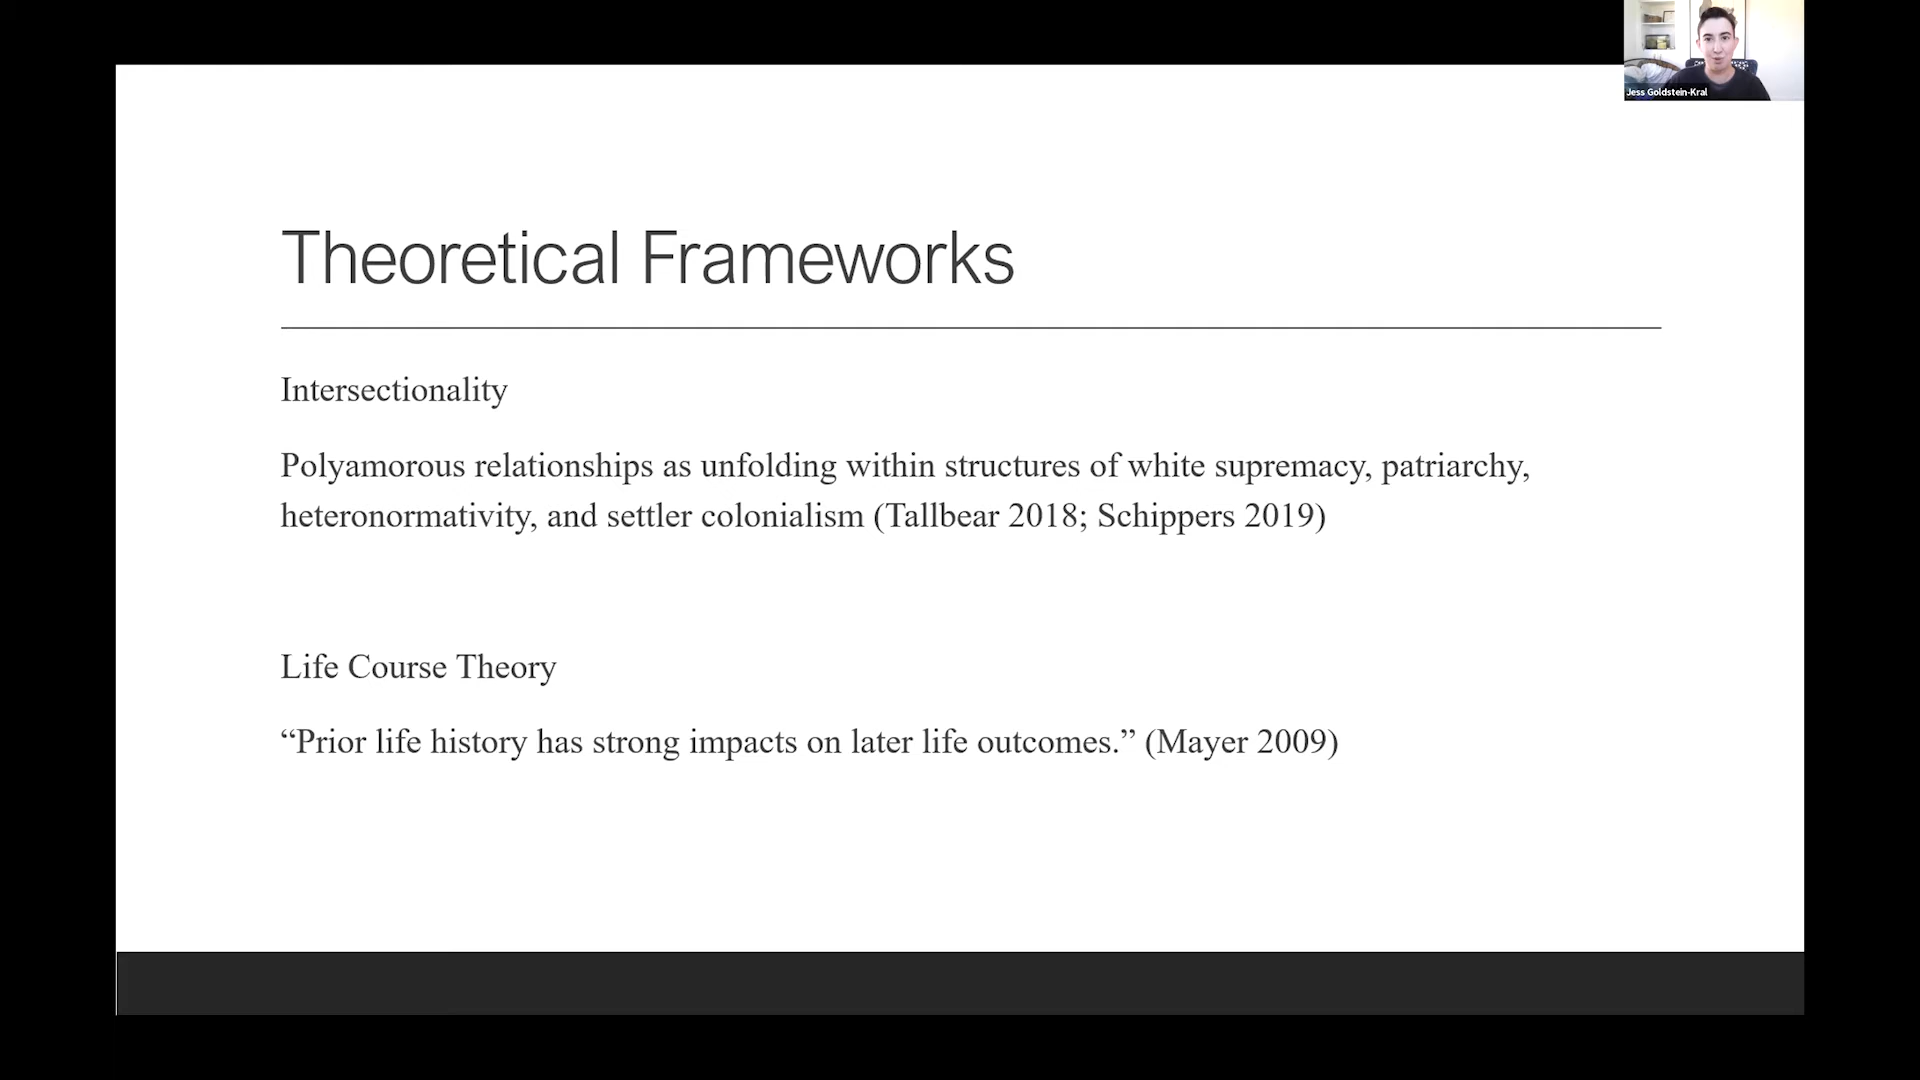 Jess Goldstein-Kral
Theoretical Frameworks
Intersectionality
Polyamorous relationships as unfolding within structures of white supremacy, patriarchy,
heteronormativity, and settler colonialism (Tallbear 2018; Schippers 2019)
Life Course Theory
“Prior life history has strong impacts on later life outcomes.” (Mayer 2009)